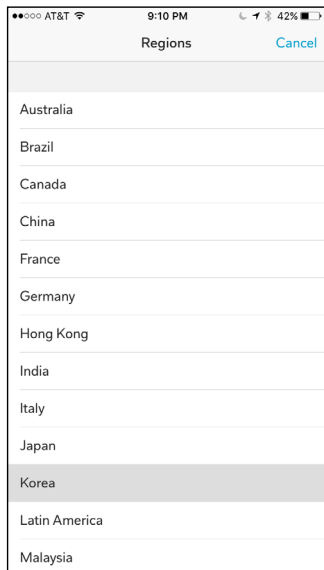 AT&T 9:10 PM 42%
Regions Cancel
Australia
Brazil
Canada
China
France
Germany
Hong Kong
India
Italy
Japan
Korea
Latin America
Malaysia